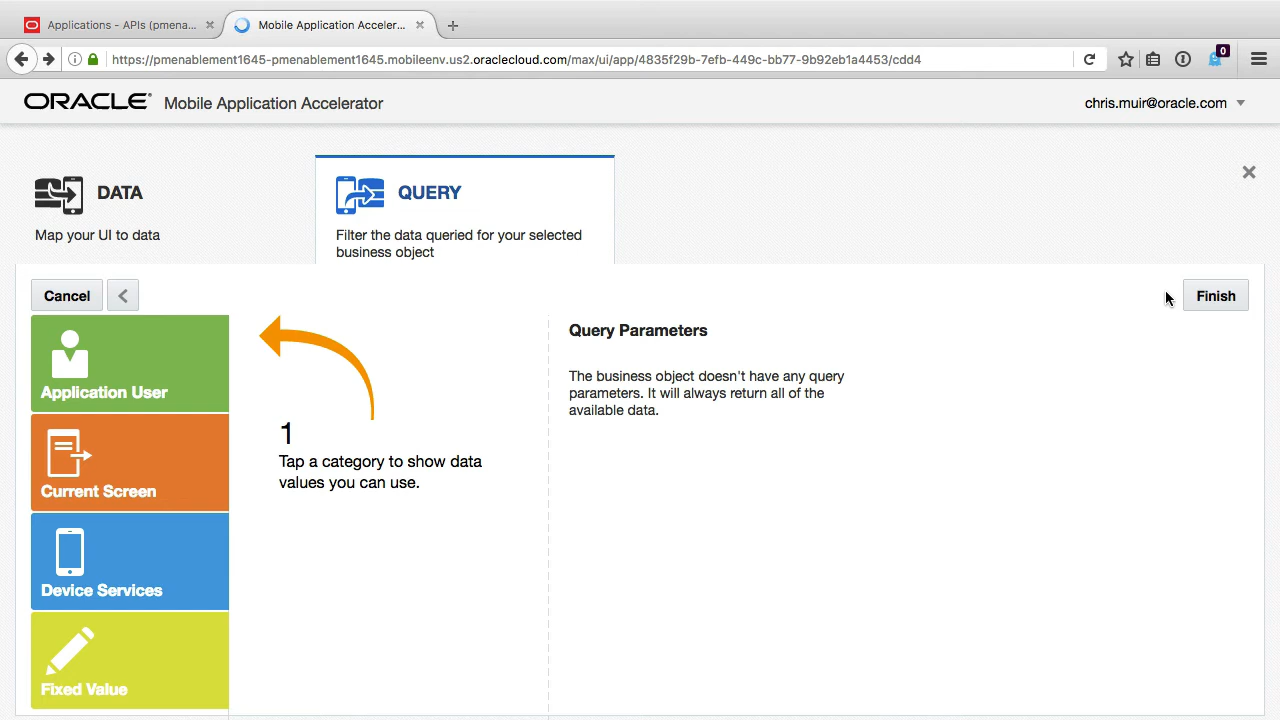 Applications - APIs (pmena...
Mobile Application Acceler...
https://pmenablement1645-pmenablement1645.mobileenv.us2.oraclecloud.com/max/ui/app/4835f29b-7efb-449c-bb77-9b92eb1a4453/cdd4
0
ORACLE® Mobile Application Accelerator
chris.muir@oracle.com
DATA
Map your UI to data
QUERY
Filter the data queried for your selected
business object
Cancel
Finish
Application User
Current Screen
Device Services
Fixed Value
1
Tap a category to show data
values you can use.
Query Parameters
The business object doesn't have any query
parameters. It will always return all of the
available data.